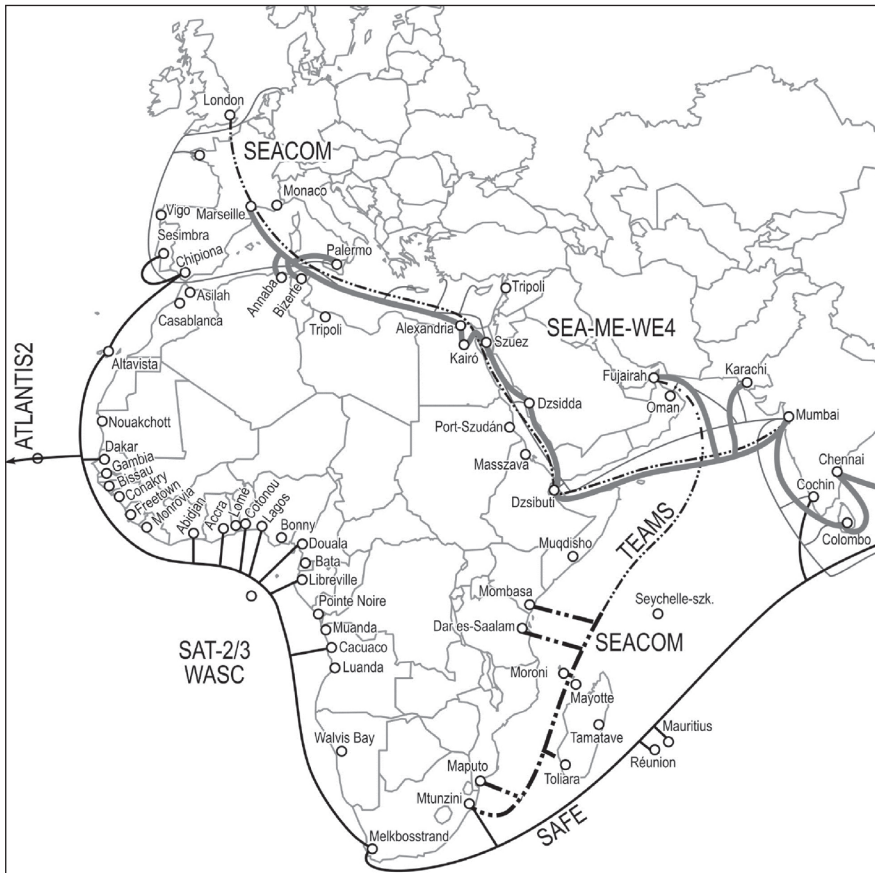 London
SEACOM
Monaco
Marseille
Vigo
Sesimbra
Chipiona
Palermo
Annaba
Bizerte
Asilah
Casablanca
Tripoli
Tripoli
Alexandria
Kairó
Szuez
SEA-ME-WE4
Altavista
Fujairah
Karachi
Oman
Dzsidda
Mumbai
ATLANTIS2
Nouakchott
Port-Szudán
Masszava
Dakar
Gambia
Bissau
Conakry
Freetown
Monrovia
Abidjan
Accra
Lomé
Cotonou
Lagos
Bonny
Douala
Bata
Libreville
Dzsibuti
Chennai
Cochin
Colombo
TEAMS
Muqdisho
Pointe Noire
Muanda
Cacuaco
Luanda
Mombasa
Dar es-Saalam
Seychelle-szk.
SEACOM
SAT-2/3
WASC
Moroni
Mayotte
Tamatave
Mauritius
Réunion
Toliara
Walvis Bay
Maputo
Mtunzini
SAFE
Melkbosstrand